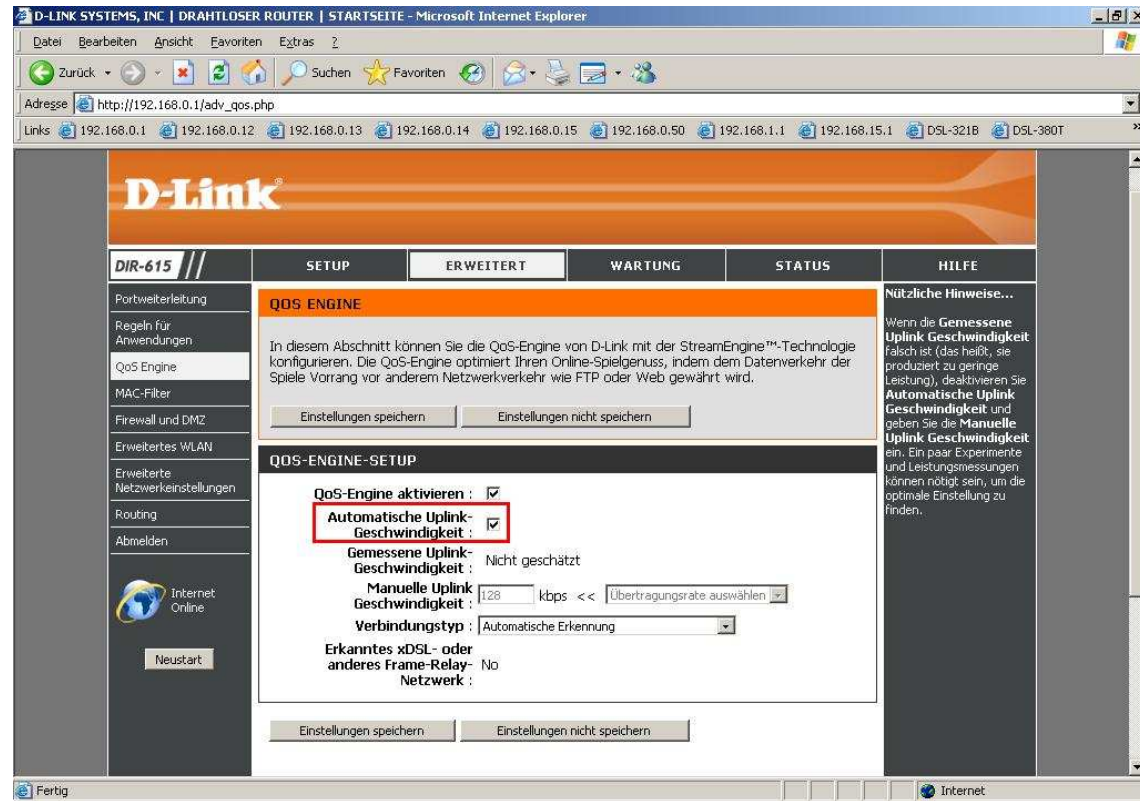 D-LINK SYSTEMS, INC | DRAHTLOSER ROUTER | STARTSEITE - Microsoft Internet Explorer
Datei Bearbeiten Ansicht Favoriten Extras ?
Zurück Suchen Favoriten
Adresse http://192.168.0.1/adv_qos.php
Links 192.168.0.1 192.168.0.12 192.168.0.13 192.168.0.14 192.168.0.15 192.168.0.50 192.168.1.1 192.168.15.1 DSL-321B DSL-380T »
D-Link®
DIR-615 SETUP ERWEITERT WARTUNG STATUS HILFE
Portweiterleitung
Regeln für
Anwendungen
QoS Engine
MAC-Filter
Firewall und DMZ
Erweitertes WLAN
Erweiterte
Netzwerkeinstellungen
Routing
Abmelden
Internet
Online
Neustart
QOS ENGINE
In diesem Abschnitt können Sie die QoS-Engine von D-Link mit der StreamEngine™-Technologie
konfigurieren. Die QoS-Engine optimiert Ihren Online-Spielgenuss, indem dem Datenverkehr der
Spiele Vorrang vor anderem Netzwerkverkehr wie FTP oder Web gewährt wird.
Einstellungen speichern Einstellungen nicht speichern
QOS-ENGINE-SETUP
QoS-Engine aktivieren :
Automatische Uplink-
Geschwindigkeit :
Gemessene Uplink-
Geschwindigkeit : Nicht geschätzt
Manuelle Uplink
Geschwindigkeit : 128 kbps << Übertragungsrate auswählen
Verbindungstyp : Automatische Erkennung
Erkanntes xDSL- oder
anderes Frame-Relay-
Netzwerk : No
Einstellungen speichern Einstellungen nicht speichern
Nützliche Hinweise...
Wenn die Gemessene
Uplink Geschwindigkeit
falsch ist (das heißt, sie
produziert zu geringe
Leistung), deaktivieren Sie
Automatische Uplink
Geschwindigkeit und
geben Sie die Manuelle
Uplink Geschwindigkeit
ein. Ein paar Experimente
und Leistungsmessungen
können nötigt sein, um die
optimale Einstellung zu
finden.
Fertig Internet